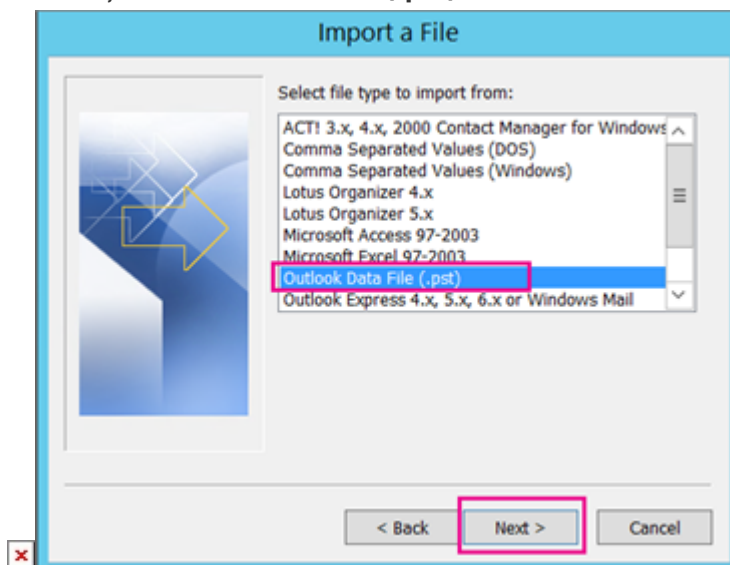 Import a File
Select file type to import from:
ACT! 3.x, 4.x, 2000 Contact Manager for Windows
Comma Separated Values (DOS)
Comma Separated Values (Windows)
Lotus Organizer 4.x
Lotus Organizer 5.x
Microsoft Access 97-2003
Microsoft Excel 97-2003
Outlook Data File (.pst)
Outlook Express 4.x, 5.x, 6.x or Windows Mail
< Back Next > Cancel